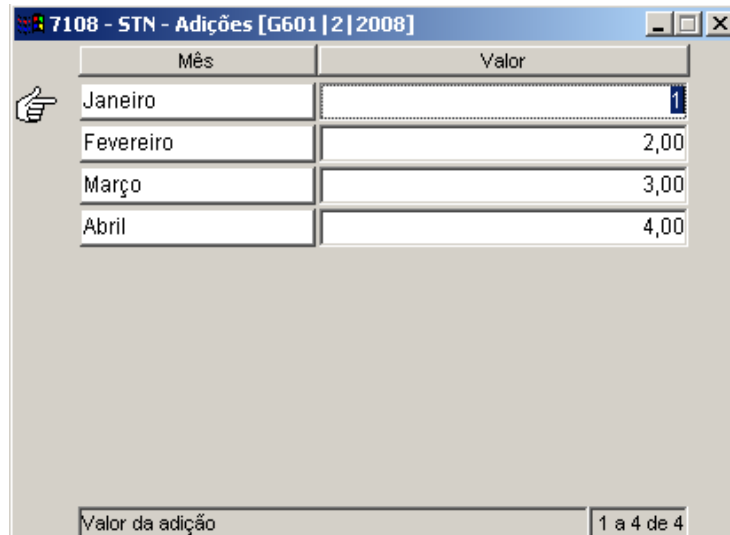 7108 - STN - Adições [G601|2|2008]
Mês Valor
Janeiro 1
Fevereiro 2,00
Março 3,00
Abril 4,00
Valor da adição 1 a 4 de 4